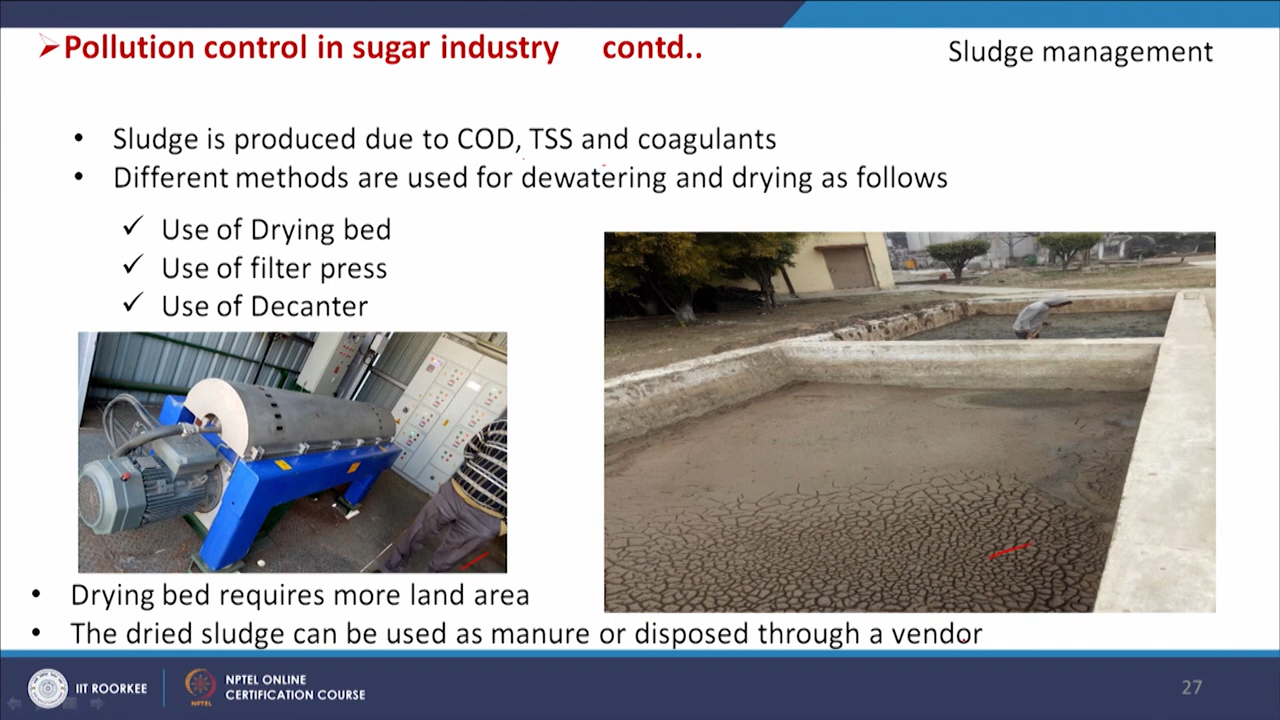 Pollution control in sugar industry contd..
Sludge management
• Sludge is produced due to COD, TSS and coagulants
• Different methods are used for dewatering and drying as follows
✓ Use of Drying bed
✓ Use of filter press
✓ Use of Decanter
• Drying bed requires more land area
• The dried sludge can be used as manure or disposed through a vendor
IIT ROORKEE
NPTEL
NPTEL ONLINE
CERTIFICATION COURSE
27